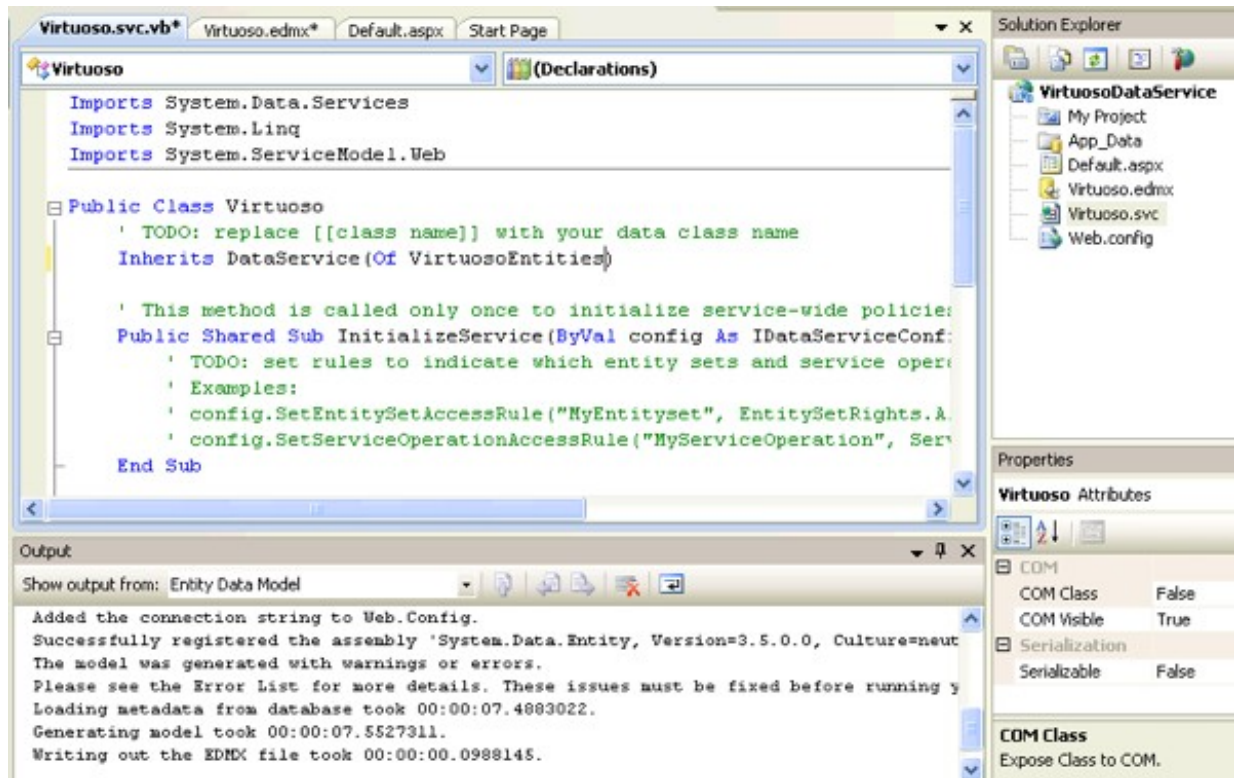 Virtuoso.svc.vb* Virtuoso.edmx* Default.aspx Start Page
Virtuoso (Declarations)
Imports System.Data.Services
Imports System.Linq
Imports System.ServiceModel.Web
Public Class Virtuoso
' TODO: replace [[class name]] with your data class name
Inherits DataService(Of VirtuosoEntities)
' This method is called only once to initialize service-wide policies
Public Shared Sub InitializeService(ByVal config As IDataServiceConf
' TODO: set rules to indicate which entity sets and service opera
' Examples:
' config.SetEntitySetAccessRule("MyEntityset", EntitySetRights.A
' config.SetServiceOperationAccessRule("MyServiceOperation", Serv
End Sub
Output
Show output from: Entity Data Model
Added the connection string to Web.Config.
Successfully registered the assembly 'System.Data.Entity, Version=3.5.0.0, Culture=neut
The model was generated with warnings or errors.
Please see the Error List for more details. These issues must be fixed before running y
Loading metadata from database took 00:00:07.4883022.
Generating model took 00:00:07.5527311.
Writing out the EDMX file took 00:00:00.0988145.
Solution Explorer
VirtuosoDataService
My Project
App_Data
Default.aspx
Virtuoso.edmx
Virtuoso.svc
Web.config
Properties
Virtuoso Attributes
COM
COM Class False
COM Visible True
Serialization
Serializable False
COM Class
Expose Class to COM.